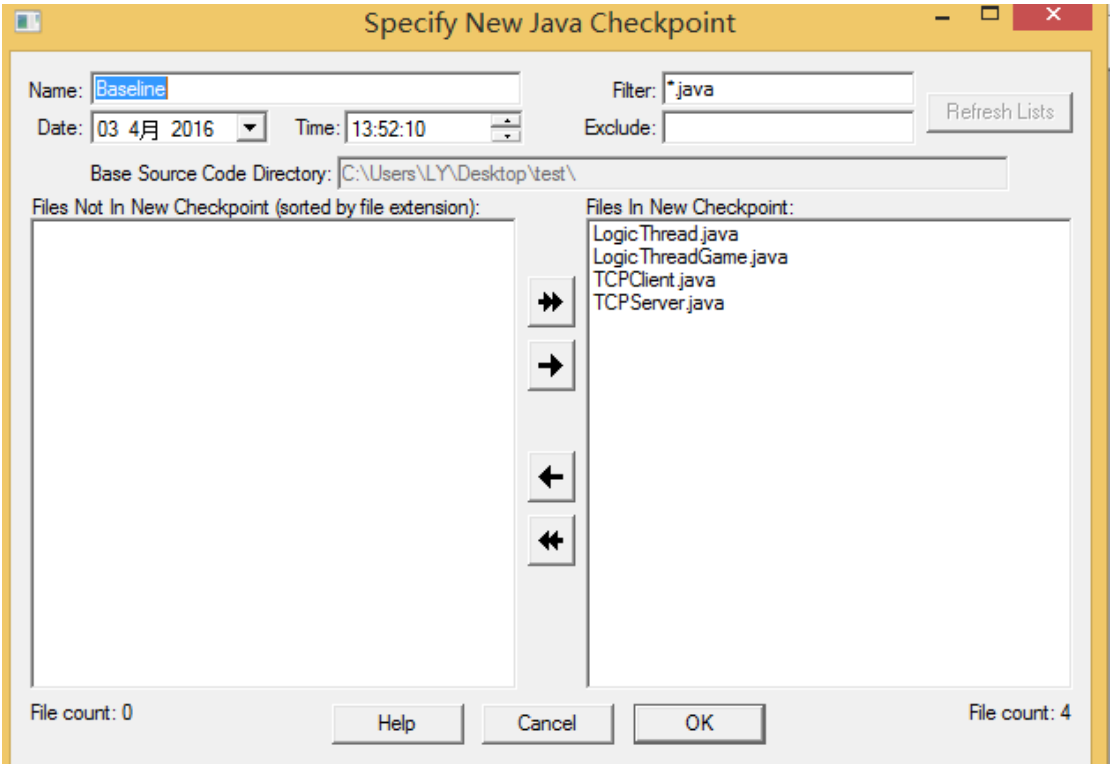 Specify New Java Checkpoint
Name: Baseline
Filter: *.java
Refresh Lists
Date: 03 4月 2016
Time: 13:52:10
Exclude:
Base Source Code Directory: C:\Users\LY\Desktop\test\
Files Not In New Checkpoint (sorted by file extension):
Files In New Checkpoint:
LogicThread.java
LogicThreadGame.java
TCPClient.java
TCPServer.java
File count: 0
Help
Cancel
OK
File count: 4